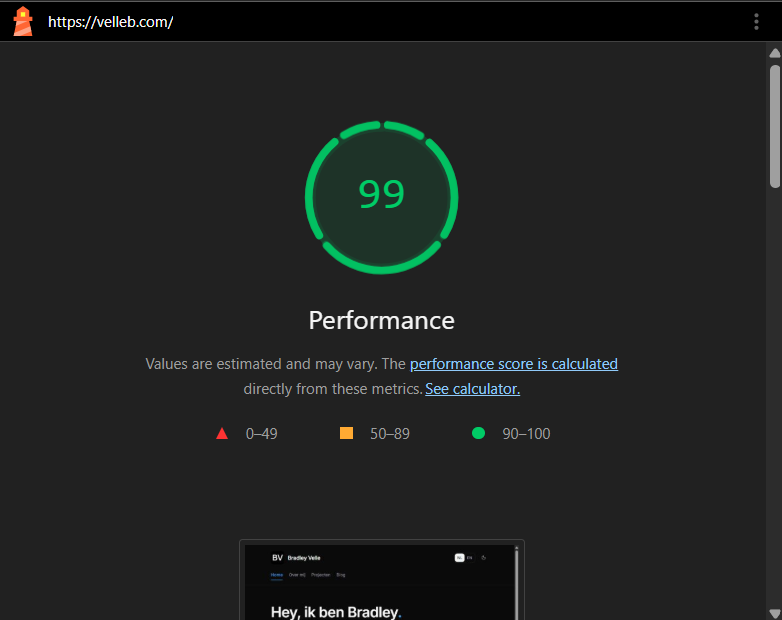 https://velleb.com/
99
Performance
Values are estimated and may vary. The performance score is calculated
directly from these metrics. See calculator.
0–49 50–89 90–100
BV Bradley Velle
Home Over mij Projecten Blog
Hey, ik ben Bradley.